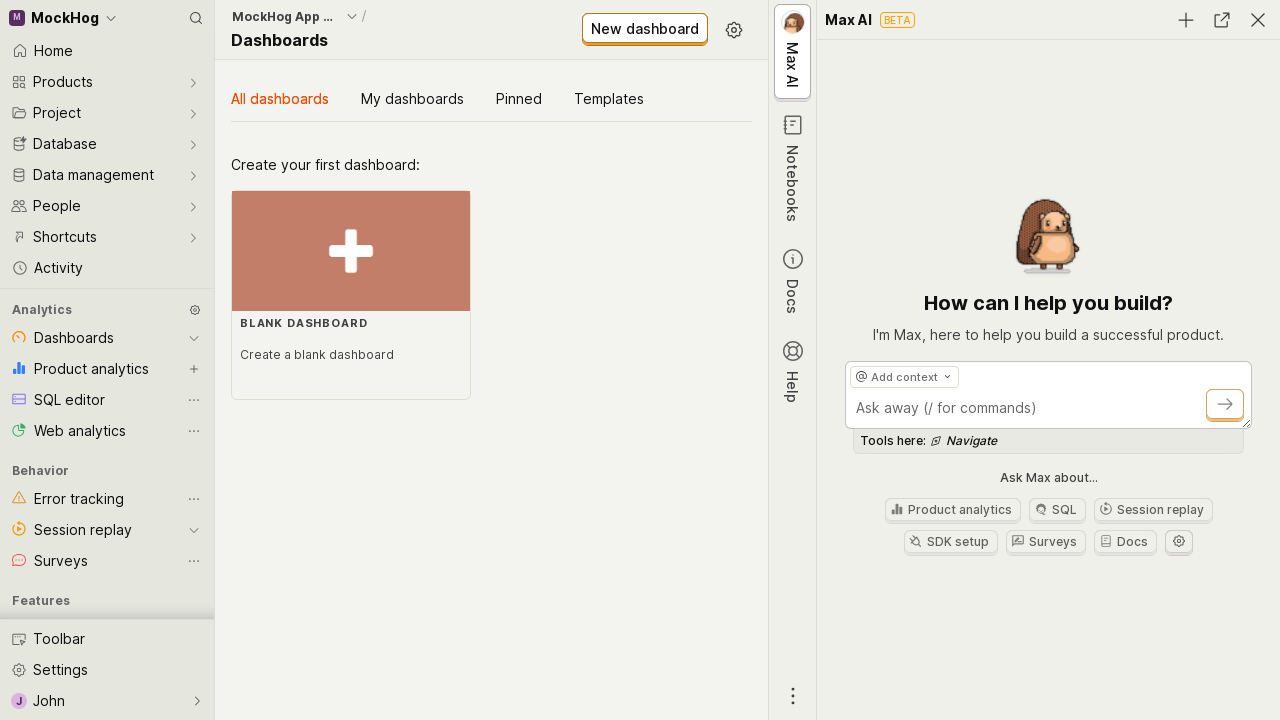 M MockHog
Home
Products
Project
Database
Data management
People
Shortcuts
Activity
Analytics
Dashboards
Product analytics
SQL editor
Web analytics
Behavior
Error tracking
Session replay
Surveys
Features
Toolbar
Settings
J John
MockHog App ... /
Dashboards
New dashboard
All dashboards My dashboards Pinned Templates
Create your first dashboard:
BLANK DASHBOARD
Create a blank dashboard
Max AI
Notebooks
Docs
Help
Max AI BETA
How can I help you build?
I'm Max, here to help you build a successful product.
@ Add context
Ask away (/ for commands)
Tools here: Navigate
Ask Max about...
Product analytics SQL Session replay
SDK setup Surveys Docs